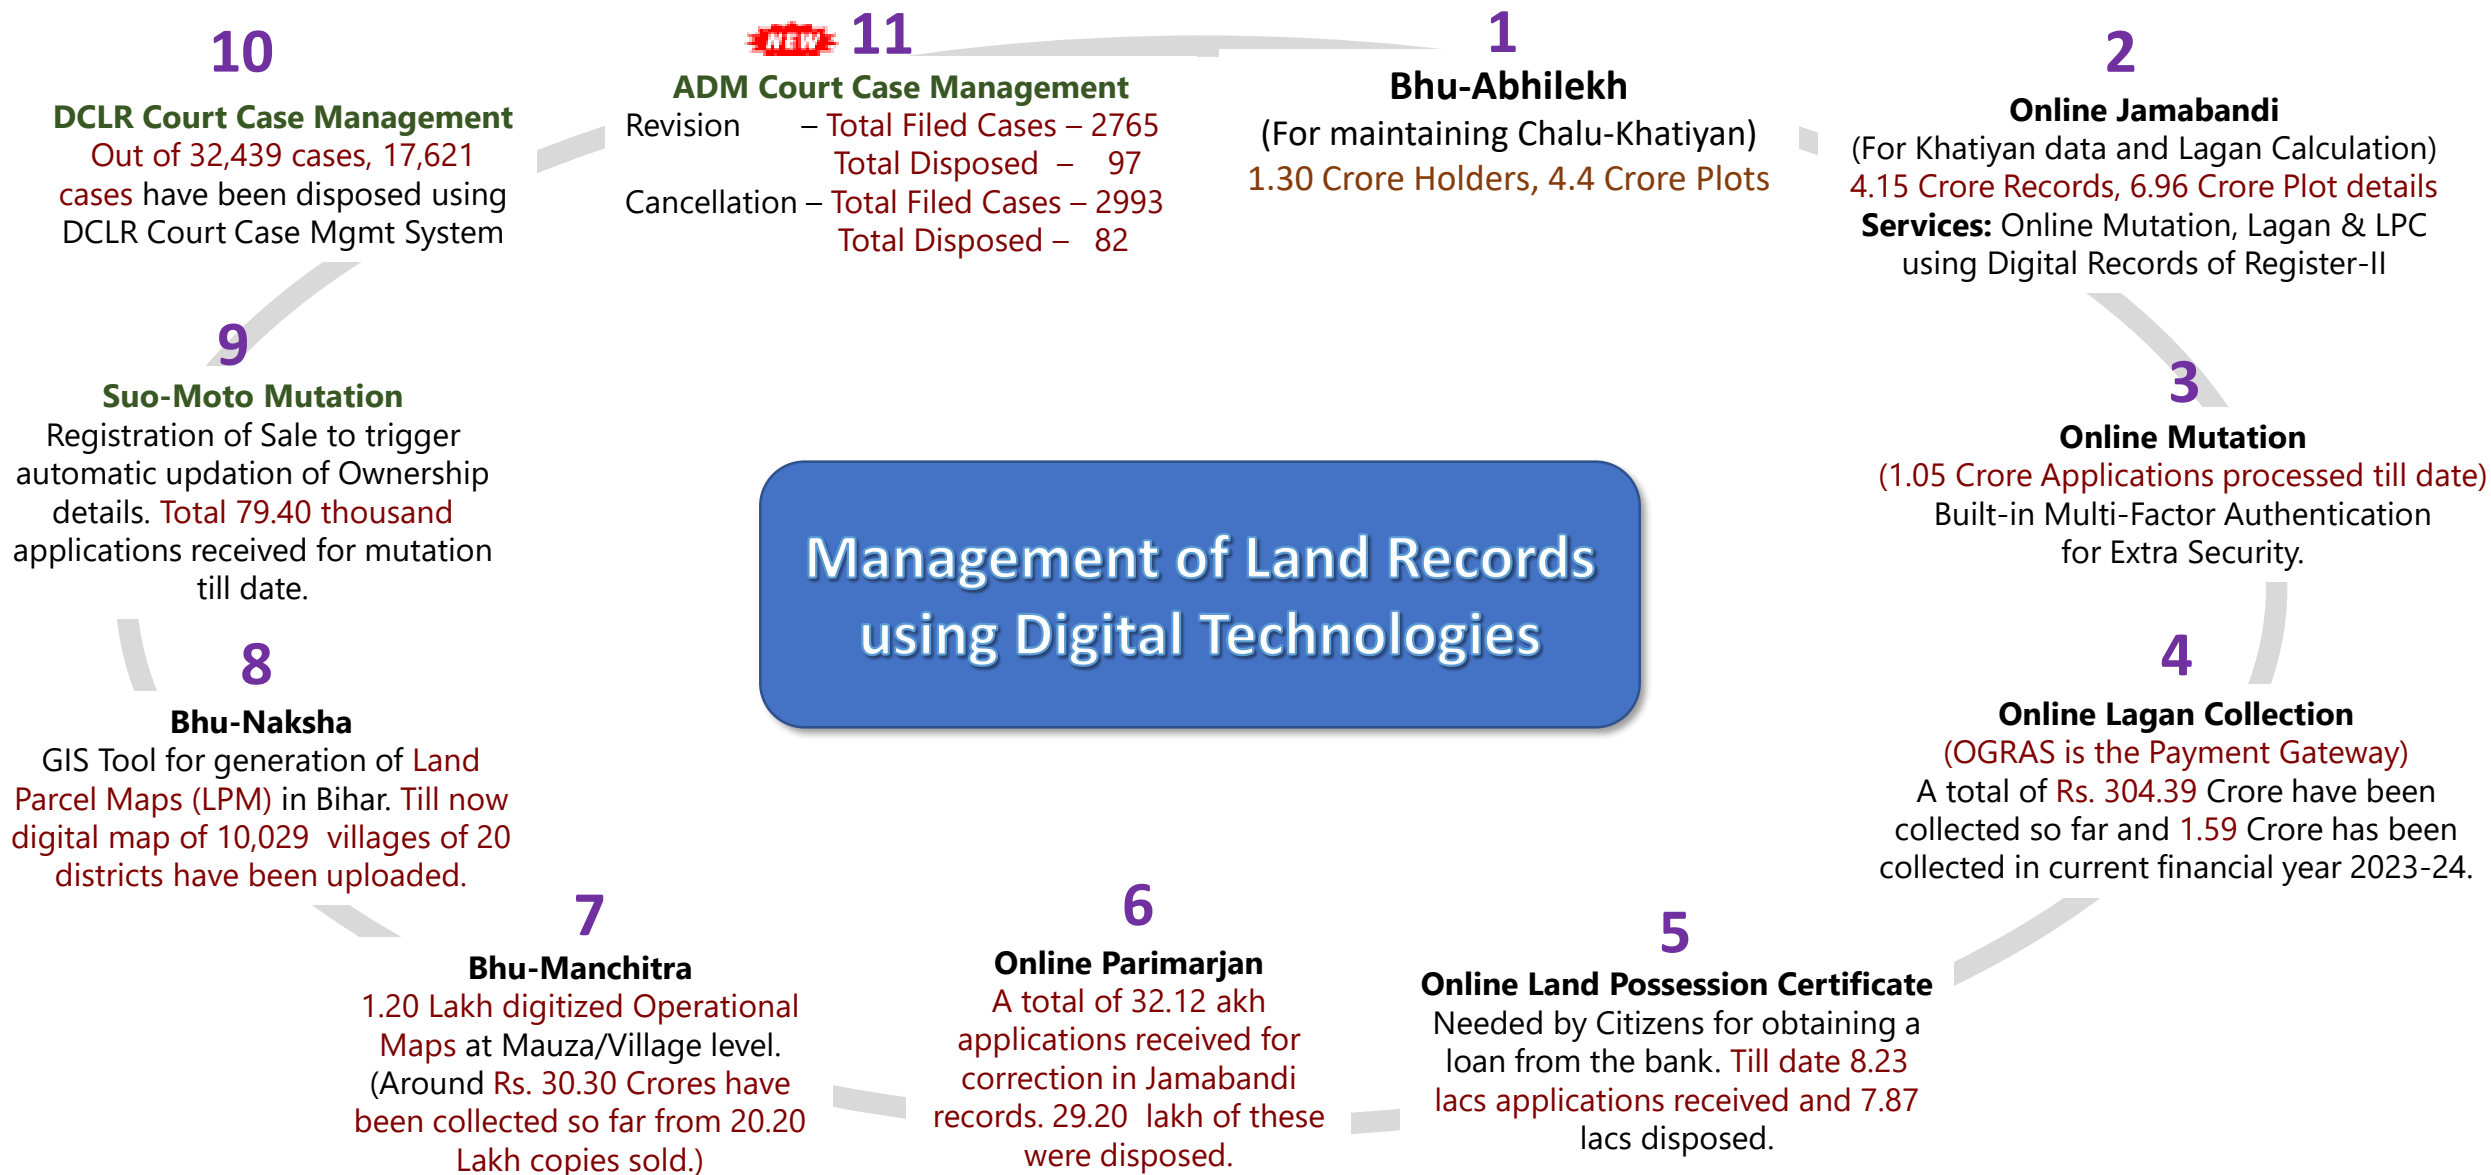 Management of Land Records
using Digital Technologies
1
Bhu-Abhilekh
(For maintaining Chalu-Khatiyan)
1.30 Crore Holders, 4.4 Crore Plots
2
Online Jamabandi
(For Khatiyan data and Lagan Calculation)
4.15 Crore Records, 6.96 Crore Plot details
Services: Online Mutation, Lagan & LPC
using Digital Records of Register-II
3
Online Mutation
(1.05 Crore Applications processed till date)
Built-in Multi-Factor Authentication
for Extra Security.
4
Online Lagan Collection
(OGRAS is the Payment Gateway)
A total of Rs. 304.39 Crore have been
collected so far and 1.59 Crore has been
collected in current financial year 2023-24.
5
Online Land Possession Certificate
Needed by Citizens for obtaining a
loan from the bank. Till date 8.23
lacs applications received and 7.87
lacs disposed.
6
Online Parimarjan
A total of 32.12 akh
applications received for
correction in Jamabandi
records. 29.20 lakh of these
were disposed.
7
Bhu-Manchitra
1.20 Lakh digitized Operational
Maps at Mauza/Village level.
(Around Rs. 30.30 Crores have
been collected so far from 20.20
Lakh copies sold.)
8
Bhu-Naksha
GIS Tool for generation of Land
Parcel Maps (LPM) in Bihar. Till now
digital map of 10,029 villages of 20
districts have been uploaded.
9
Suo-Moto Mutation
Registration of Sale to trigger
automatic updation of Ownership
details. Total 79.40 thousand
applications received for mutation
till date.
10
DCLR Court Case Management
Out of 32,439 cases, 17,621
cases have been disposed using
DCLR Court Case Mgmt System
NEW 11
ADM Court Case Management
Revision – Total Filed Cases – 2765
Total Disposed – 97
Cancellation – Total Filed Cases – 2993
Total Disposed – 82